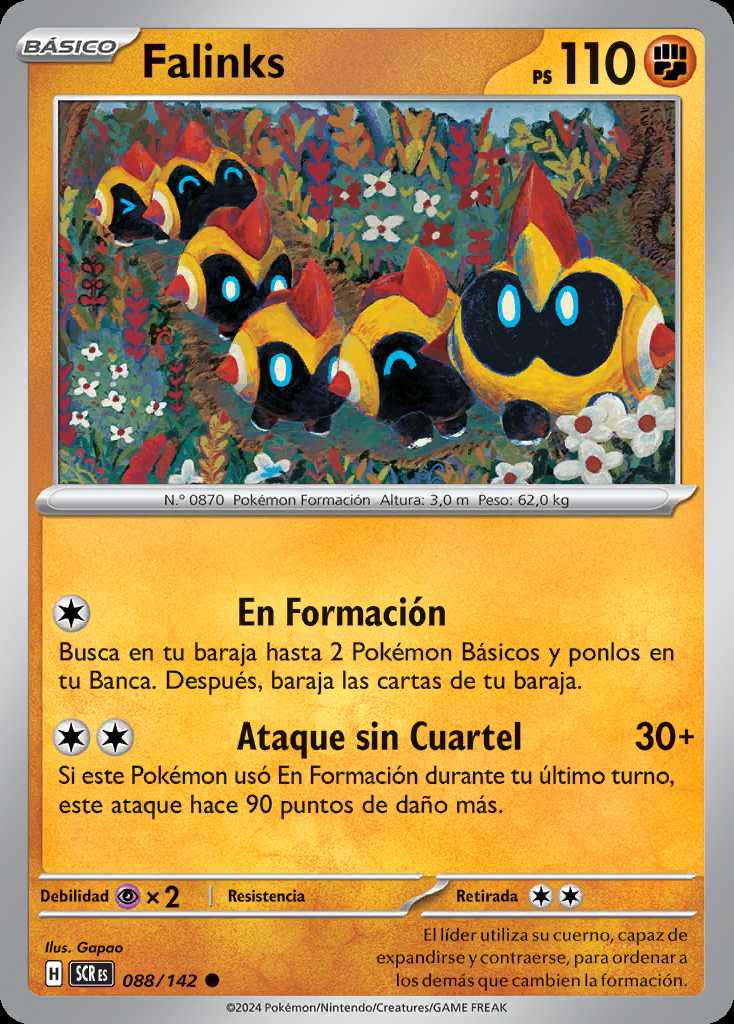 BÁSICO
Falinks
PS 110
N.º 0870 Pokémon Formación Altura: 3,0 m Peso: 62,0 kg
En Formación
Busca en tu baraja hasta 2 Pokémon Básicos y ponlos en
tu Banca. Después, baraja las cartas de tu baraja.
Ataque sin Cuartel 30+
Si este Pokémon usó En Formación durante tu último turno,
este ataque hace 90 puntos de daño más.
Debilidad ×2 Resistencia Retirada
Ilus. Gapao
H SCR ES 088/142
El líder utiliza su cuerno, capaz de
expandirse y contraerse, para ordenar a
los demás que cambien la formación.
©2024 Pokémon/Nintendo/Creatures/GAME FREAK